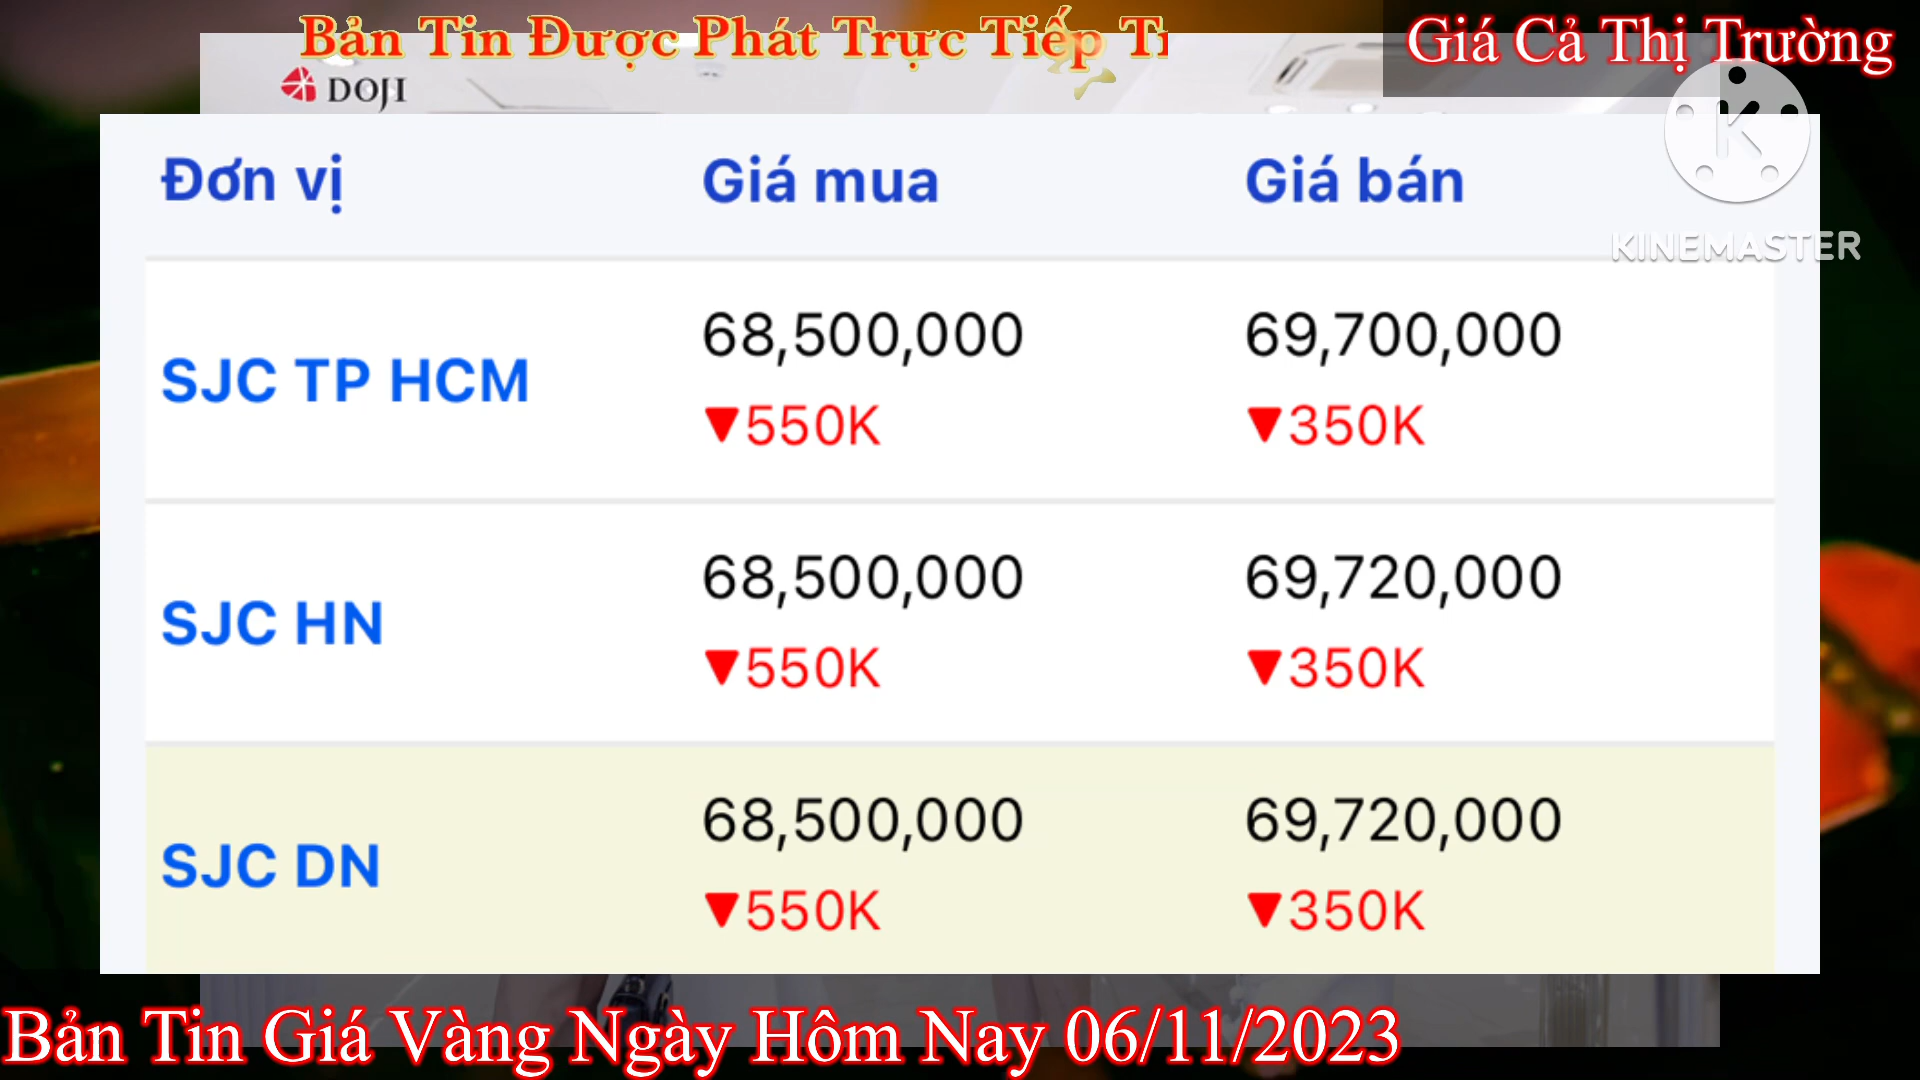 Bản Tin Được Phát Trực Tiếp
Giá Cả Thị Trường
DOJI
KINEMASTER
Đơn vị Giá mua Giá bán
SJC TP HCM 68,500,000 69,700,000
▼550K ▼350K
SJC HN 68,500,000 69,720,000
▼550K ▼350K
SJC DN 68,500,000 69,720,000
▼550K ▼350K
Bản Tin Giá Vàng Ngày Hôm Nay 06/11/2023